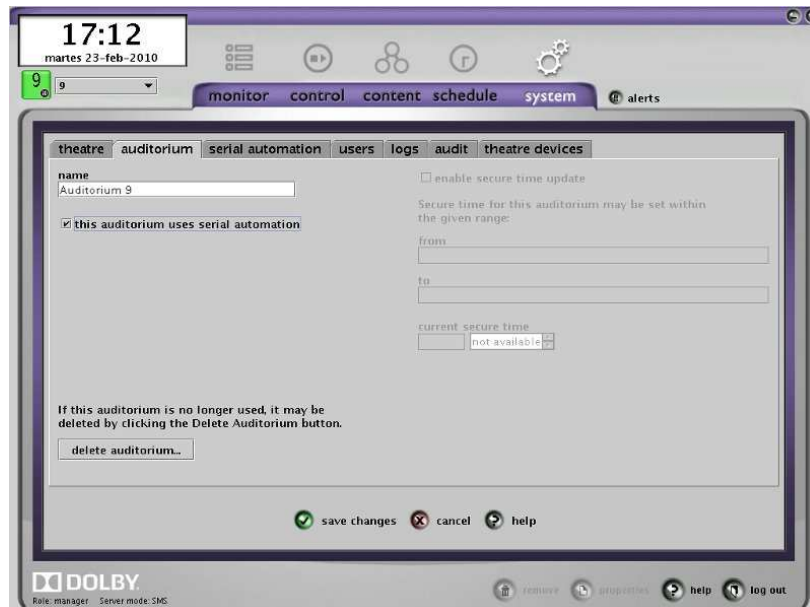 17:12
martes 23-feb-2010
9
9
monitor control content schedule system alerts
theatre auditorium serial automation users logs audit theatre devices
name
Auditorium 9
this auditorium uses serial automation
enable secure time update
Secure time for this auditorium may be set within
the given range:
from
to
current secure time
not available
If this auditorium is no longer used, it may be
deleted by clicking the Delete Auditorium button.
delete auditorium...
save changes cancel help
DOLBY
Role: manager Server mode: SMS
remove properties help log out